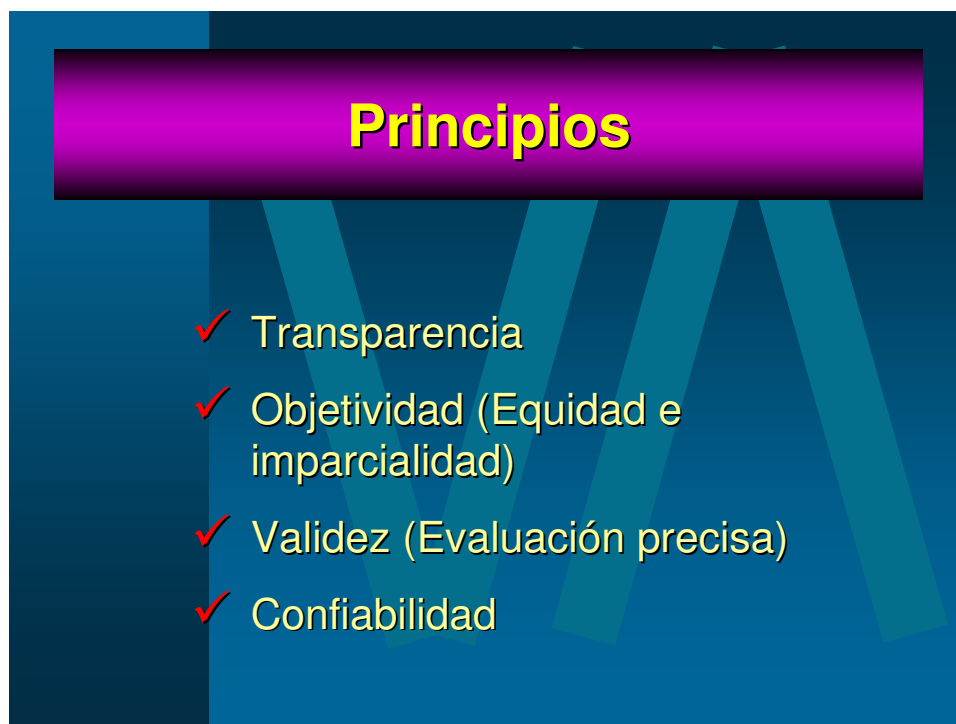 Principios
Transparencia
Objetividad (Equidad e
imparcialidad)
Validez (Evaluación precisa)
Confiabilidad